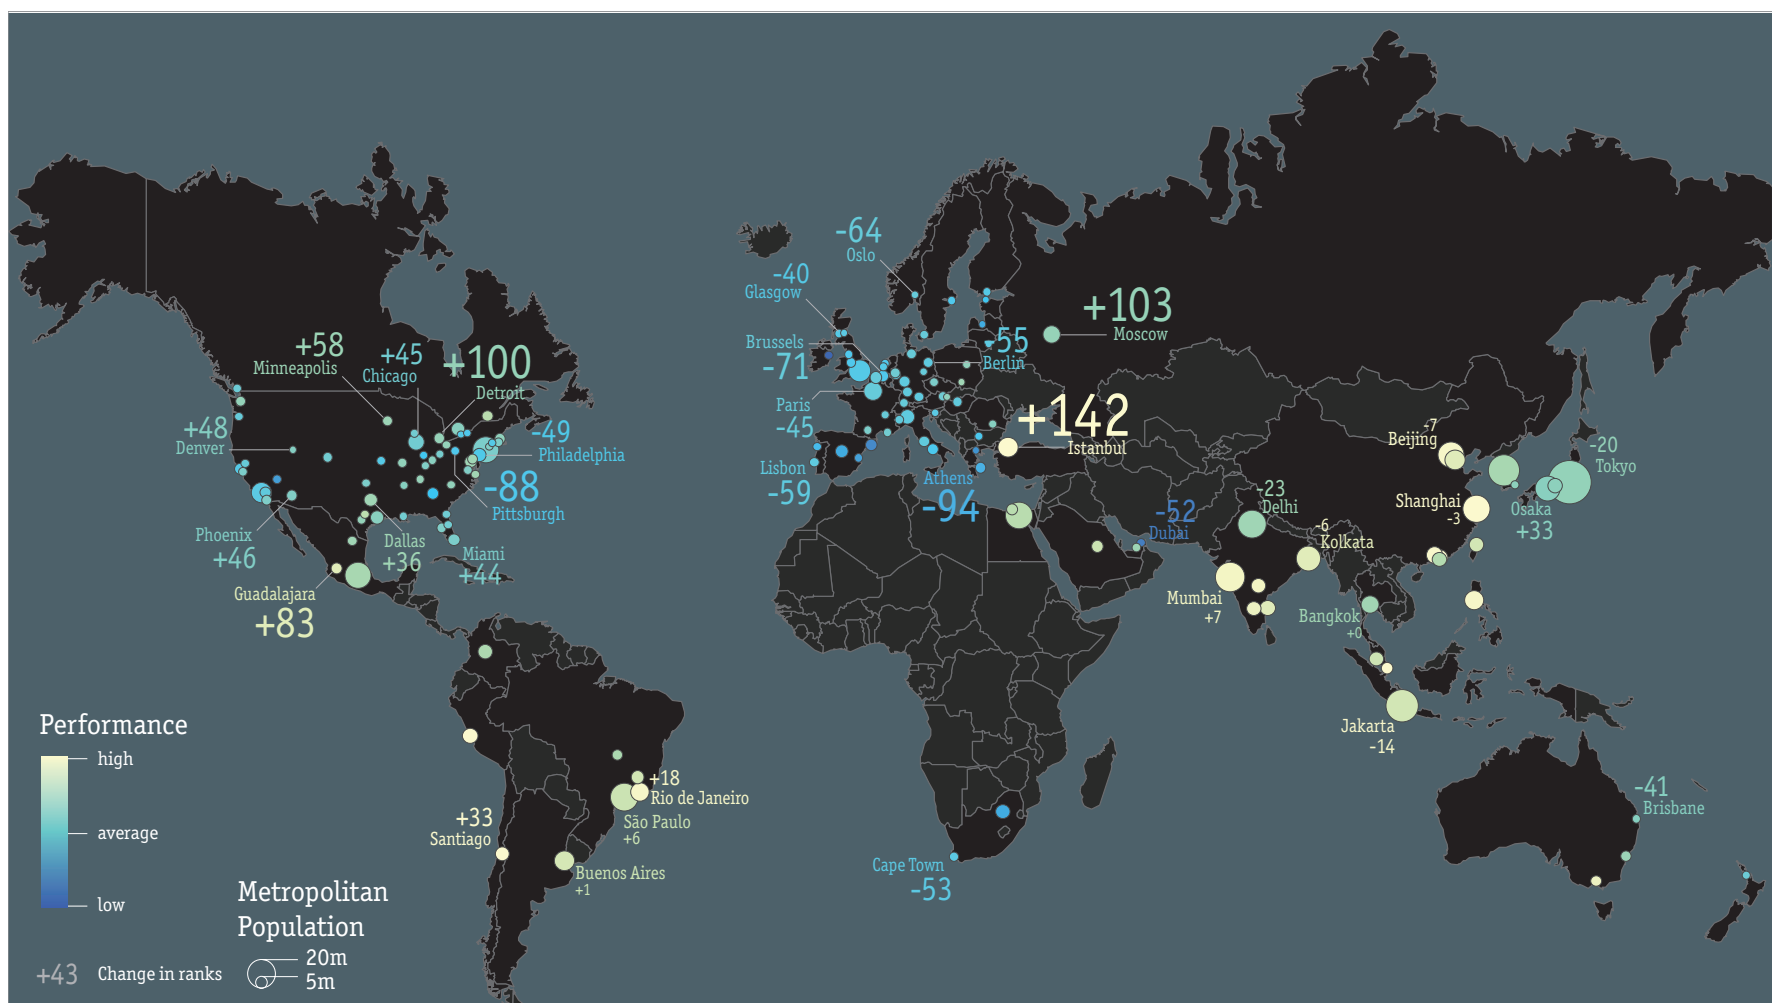 -64
Oslo
-40
Glasgow
Brussels
-71
Paris
-45
Lisbon
-59
-55
Berlin
+103
Moscow
+142
Istanbul
Athens
-94
+58
Minneapolis
+45
Chicago
+100
Detroit
+48
Denver
-49
Philadelphia
-88
Pittsburgh
Phoenix
+46
Dallas
+36
Miami
+44
Guadalajara
+83
-52
Dubai
-23
Delhi
-6
Kolkata
Mumbai
+7
-7
Beijing
Shanghai
-3
-20
Tokyo
Osaka
+33
Bangkok
+0
Jakarta
-14
-41
Brisbane
+18
Rio de Janeiro
São Paulo
+6
+33
Santiago
Buenos Aires
+1
Cape Town
-53
Performance
high
average
low
Metropolitan
Population
20m
5m
+43 Change in ranks